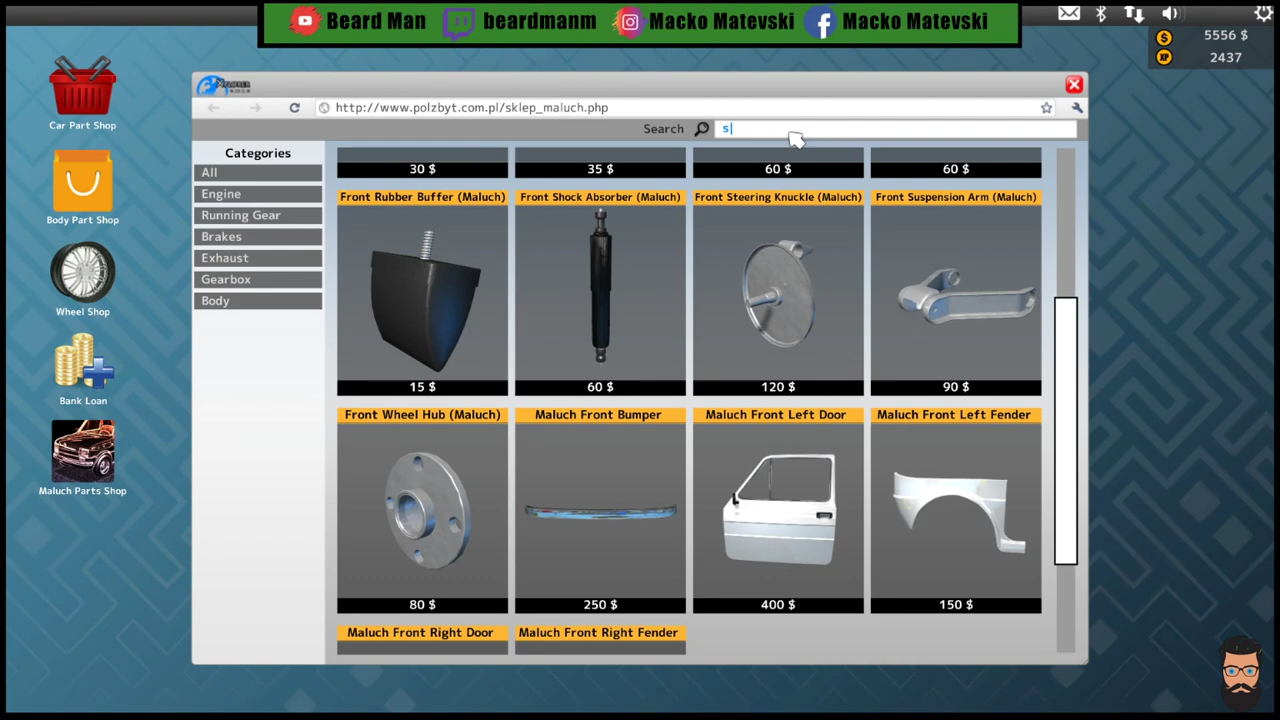 Beard Man beardmanm Macko Matevski Macko Matevski
5556 $
2437
http://www.polzbyt.com.pl/sklep_maluch.php
Search s
Car Part Shop
Body Part Shop
Wheel Shop
Bank Loan
Maluch Parts Shop
Categories
All
Engine
Running Gear
Brakes
Exhaust
Gearbox
Body
30 $ 35 $ 60 $ 60 $
Front Rubber Buffer (Maluch) Front Shock Absorber (Maluch) Front Steering Knuckle (Maluch) Front Suspension Arm (Maluch)
15 $ 60 $ 120 $ 90 $
Front Wheel Hub (Maluch) Maluch Front Bumper Maluch Front Left Door Maluch Front Left Fender
80 $ 250 $ 400 $ 150 $
Maluch Front Right Door Maluch Front Right Fender